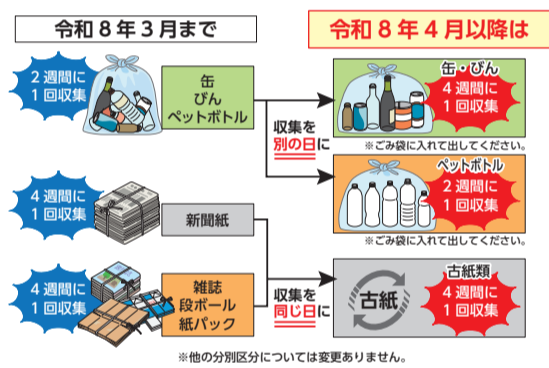 令和8年3月まで
令和8年4月以降は
2週間に
1回収集
缶
びん
ペットボトル
収集を
別の日に
缶・びん
4週間に
1回収集
※ごみ袋に入れて出してください。
ペットボトル
2週間に
1回収集
※ごみ袋に入れて出してください。
4週間に
1回収集
新聞紙
4週間に
1回収集
雑誌
段ボール
紙パック
収集を
同じ日に
古紙類
古紙
4週間に
1回収集
※他の分別区分については変更ありません。